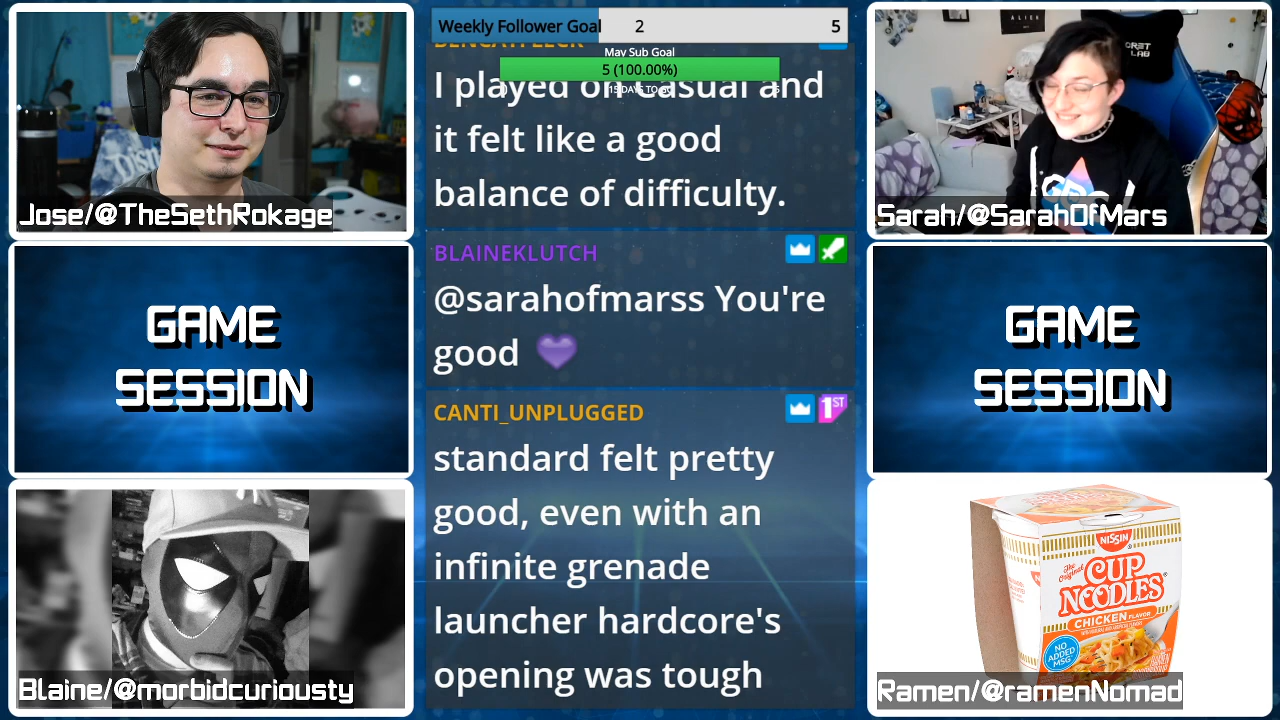 Weekly Follower Goal 2 5
May Sub Goal
5 (100.00%)
I played on Casual and
it felt like a good
balance of difficulty.
BLAINEKLUTCH
@sarahofmarss You're
good
CANTI_UNPLUGGED
1ST
standard felt pretty
good, even with an
infinite grenade
launcher hardcore's
opening was tough
Jose/@TheSethRokage
GAME
SESSION
Blaine/@morbidcuriousty
ALIEN
Sarah/@SarahOfMars
GAME
SESSION
NISSIN
The
Original
CUP
NOODLES
CHICKEN FLAVOR
NO
ADDED
MSG
Ramen/@ramenNomad